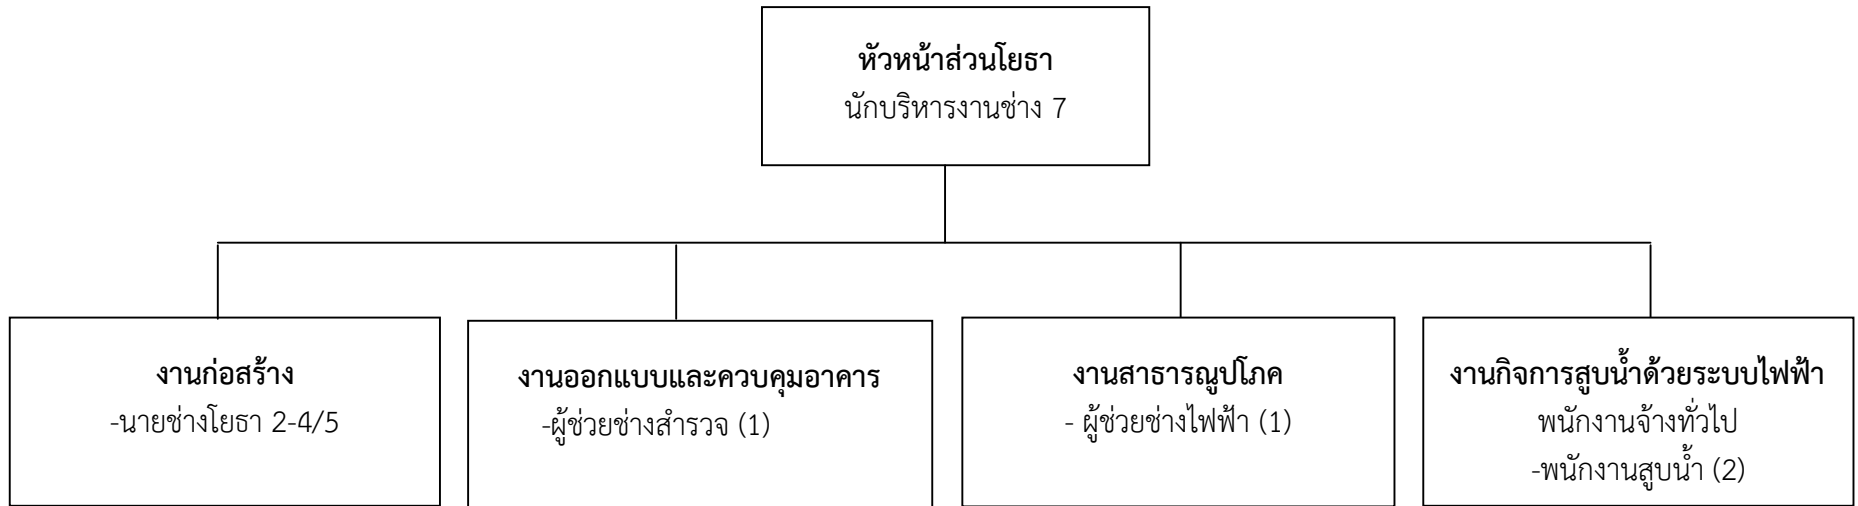 หัวหน้าส่วนโยธา
นักบริหารงานช่าง 7
งานก่อสร้าง
-นายช่างโยธา 2-4/5
งานออกแบบและควบคุมอาคาร
-ผู้ช่วยช่างสำรวจ (1)
งานสาธารณูปโภค
- ผู้ช่วยช่างไฟฟ้า (1)
งานกิจการสูบน้ำด้วยระบบไฟฟ้า
พนักงานจ้างทั่วไป
-พนักงานสูบน้ำ (2)